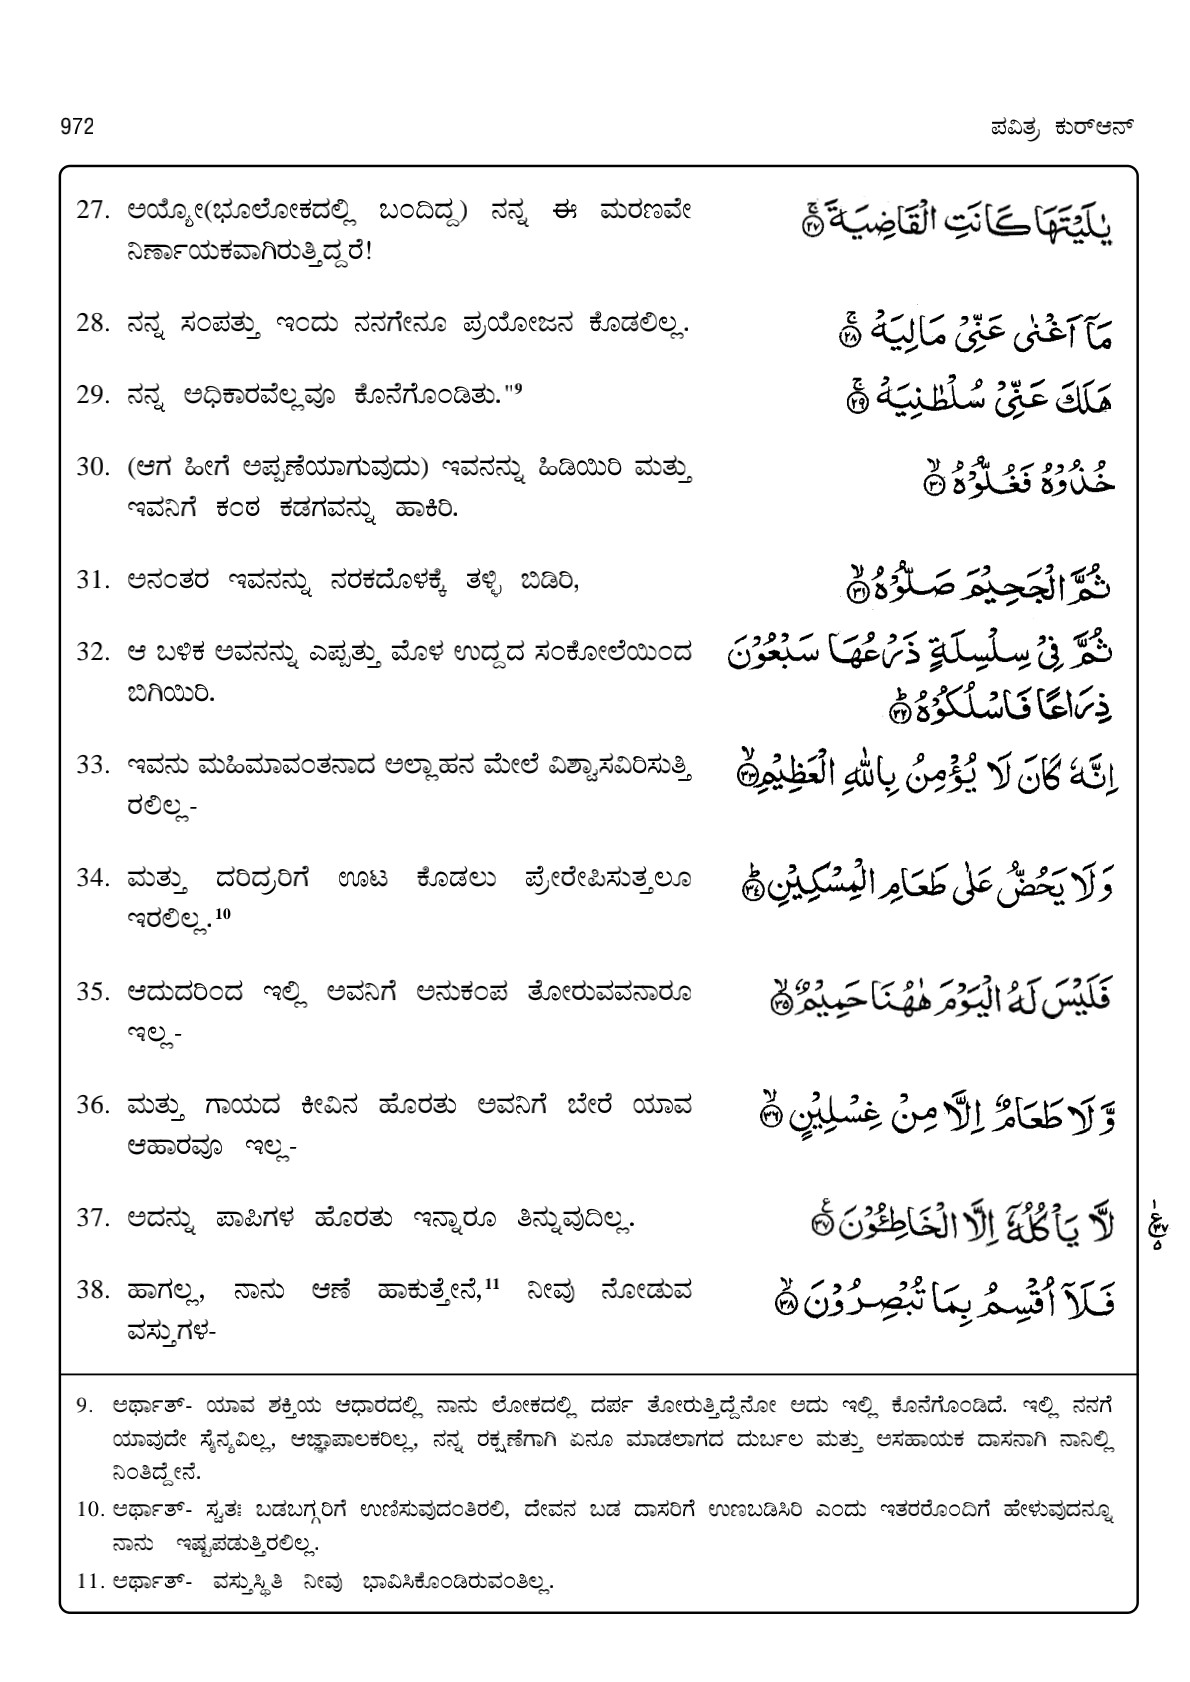 972 ಪವಿತ್ರ ಕುರ್‌ಆನ್
27. ಅಯ್ಯೋ(ಭೂಲೋಕದಲ್ಲಿ ಬಂದಿದ್ದ) ನನ್ನ ಈ ಮರಣವೇ
ನಿರ್ಣಾಯಕವಾಗಿರುತ್ತಿದ್ದರೆ!
يٰلَيْتَهَا كَانَتِ الْقَاضِيَةَ ۚ ﴿٢٧﴾
28. ನನ್ನ ಸಂಪತ್ತು ಇಂದು ನನಗೇನೂ ಪ್ರಯೋಜನ ಕೊಡಲಿಲ್ಲ.
مَآ اَغْنٰى عَنِّيْ مَالِيَهْ ۚ ﴿٢٨﴾
29. ನನ್ನ ಅಧಿಕಾರವೆಲ್ಲವೂ ಕೊನೆಗೊಂಡಿತು."⁹
هَلَكَ عَنِّيْ سُلْطٰنِيَهْ ۚ ﴿٢٩﴾
30. (ಆಗ ಹೀಗೆ ಅಪ್ಪಣೆಯಾಗುವುದು) ಇವನನ್ನು ಹಿಡಿಯಿರಿ ಮತ್ತು
ಇವನಿಗೆ ಕಂಠ ಕಡಗವನ್ನು ಹಾಕಿರಿ.
خُذُوْهُ فَغُلُّوْهُ ۙ ﴿٣٠﴾
31. ಅನಂತರ ಇವನನ್ನು ನರಕದೊಳಕ್ಕೆ ತಳ್ಳಿ ಬಿಡಿರಿ,
ثُمَّ الْجَحِيْمَ صَلُّوْهُ ۙ ﴿٣١﴾
32. ಆ ಬಳಿಕ ಅವನನ್ನು ಎಪ್ಪತ್ತು ಮೊಳ ಉದ್ದದ ಸಂಕೋಲೆಯಿಂದ
ಬಿಗಿಯಿರಿ.
ثُمَّ فِيْ سِلْسِلَةٍ ذَرْعُهَا سَبْعُوْنَ
ذِرَاعًا فَاسْلُكُوْهُ ؕ ﴿٣٢﴾
33. ಇವನು ಮಹಿಮಾವಂತನಾದ ಅಲ್ಲಾಹನ ಮೇಲೆ ವಿಶ್ವಾಸವಿರಿಸುತ್ತಿ
ರಲಿಲ್ಲ-
اِنَّهٗ كَانَ لَا يُؤْمِنُ بِاللّٰهِ الْعَظِيْمِ ۙ ﴿٣٣﴾
34. ಮತ್ತು ದರಿದ್ರರಿಗೆ ಊಟ ಕೊಡಲು ಪ್ರೇರೇಪಿಸುತ್ತಲೂ
ಇರಲಿಲ್ಲ.¹⁰
وَلَا يَحُضُّ عَلٰى طَعَامِ الْمِسْكِيْنِ ؕ ﴿٣٤﴾
35. ಆದುದರಿಂದ ಇಲ್ಲಿ ಅವನಿಗೆ ಅನುಕಂಪ ತೋರುವವನಾರೂ
ಇಲ್ಲ-
فَلَيْسَ لَهُ الْيَوْمَ هٰهُنَا حَمِيْمٌ ۙ ﴿٣٥﴾
36. ಮತ್ತು ಗಾಯದ ಕೀವಿನ ಹೊರತು ಅವನಿಗೆ ಬೇರೆ ಯಾವ
ಆಹಾರವೂ ಇಲ್ಲ-
وَّلَا طَعَامٌ اِلَّا مِنْ غِسْلِيْنٍ ۙ ﴿٣٦﴾
37. ಅದನ್ನು ಪಾಪಿಗಳ ಹೊರತು ಇನ್ನಾರೂ ತಿನ್ನುವುದಿಲ್ಲ.
لَّا يَاْكُلُهٗٓ اِلَّا الْخَاطِـُٔوْنَ ﴿٣٧﴾ ع
١
ع ٣٧
٥
38. ಹಾಗಲ್ಲ, ನಾನು ಆಣೆ ಹಾಕುತ್ತೇನೆ,¹¹ ನೀವು ನೋಡುವ
ವಸ್ತುಗಳ-
فَلَآ اُقْسِمُ بِمَا تُبْصِرُوْنَ ۙ ﴿٣٨﴾
9. ಅರ್ಥಾತ್- ಯಾವ ಶಕ್ತಿಯ ಆಧಾರದಲ್ಲಿ ನಾನು ಲೋಕದಲ್ಲಿ ದರ್ಪ ತೋರುತ್ತಿದ್ದೆನೋ ಅದು ಇಲ್ಲಿ ಕೊನೆಗೊಂಡಿದೆ. ಇಲ್ಲಿ ನನಗೆ
ಯಾವುದೇ ಸೈನ್ಯವಿಲ್ಲ, ಆಜ್ಞಾಪಾಲಕರಿಲ್ಲ, ನನ್ನ ರಕ್ಷಣೆಗಾಗಿ ಏನೂ ಮಾಡಲಾಗದ ದುರ್ಬಲ ಮತ್ತು ಅಸಹಾಯಕ ದಾಸನಾಗಿ ನಾನಿಲ್ಲಿ
ನಿಂತಿದ್ದೇನೆ.
10. ಅರ್ಥಾತ್- ಸ್ವತಃ ಬಡಬಗ್ಗರಿಗೆ ಉಣಿಸುವುದಂತಿರಲಿ, ದೇವನ ಬಡ ದಾಸರಿಗೆ ಉಣಬಡಿಸಿರಿ ಎಂದು ಇತರರೊಂದಿಗೆ ಹೇಳುವುದನ್ನೂ
ನಾನು ಇಷ್ಟಪಡುತ್ತಿರಲಿಲ್ಲ.
11. ಅರ್ಥಾತ್- ವಸ್ತುಸ್ಥಿತಿ ನೀವು ಭಾವಿಸಿಕೊಂಡಿರುವಂತಿಲ್ಲ.